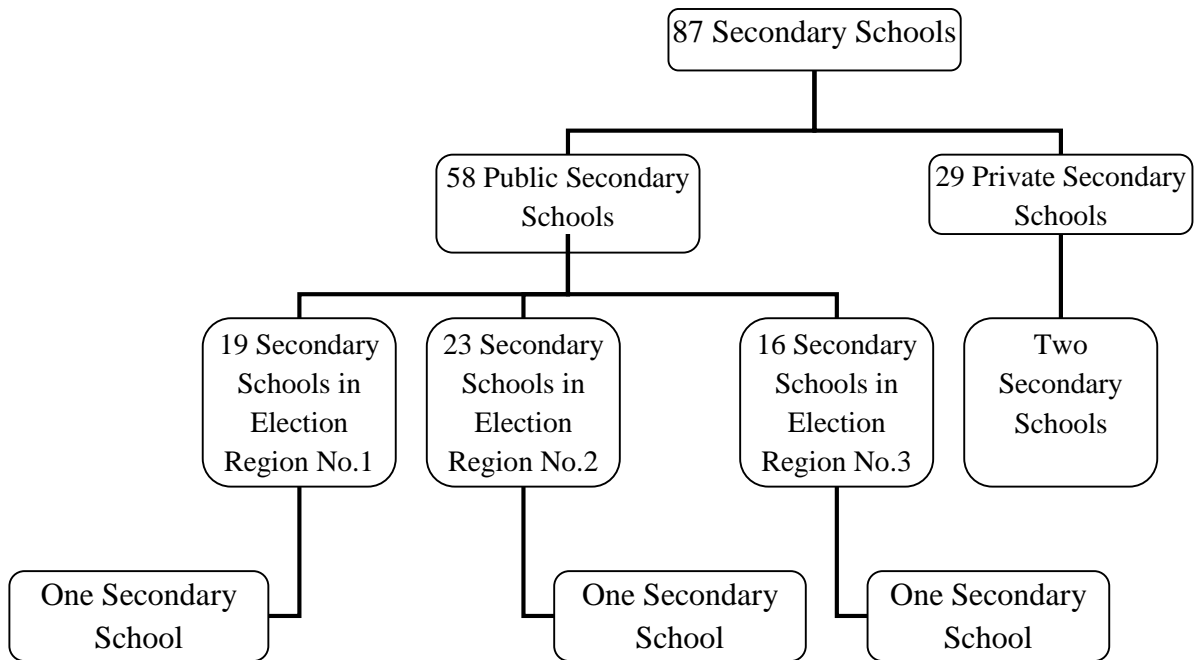 87 Secondary Schools
58 Public Secondary
Schools
29 Private Secondary
Schools
19 Secondary
Schools in
Election
Region No.1
23 Secondary
Schools in
Election
Region No.2
16 Secondary
Schools in
Election
Region No.3
Two
Secondary
Schools
One Secondary
School
One Secondary
School
One Secondary
School